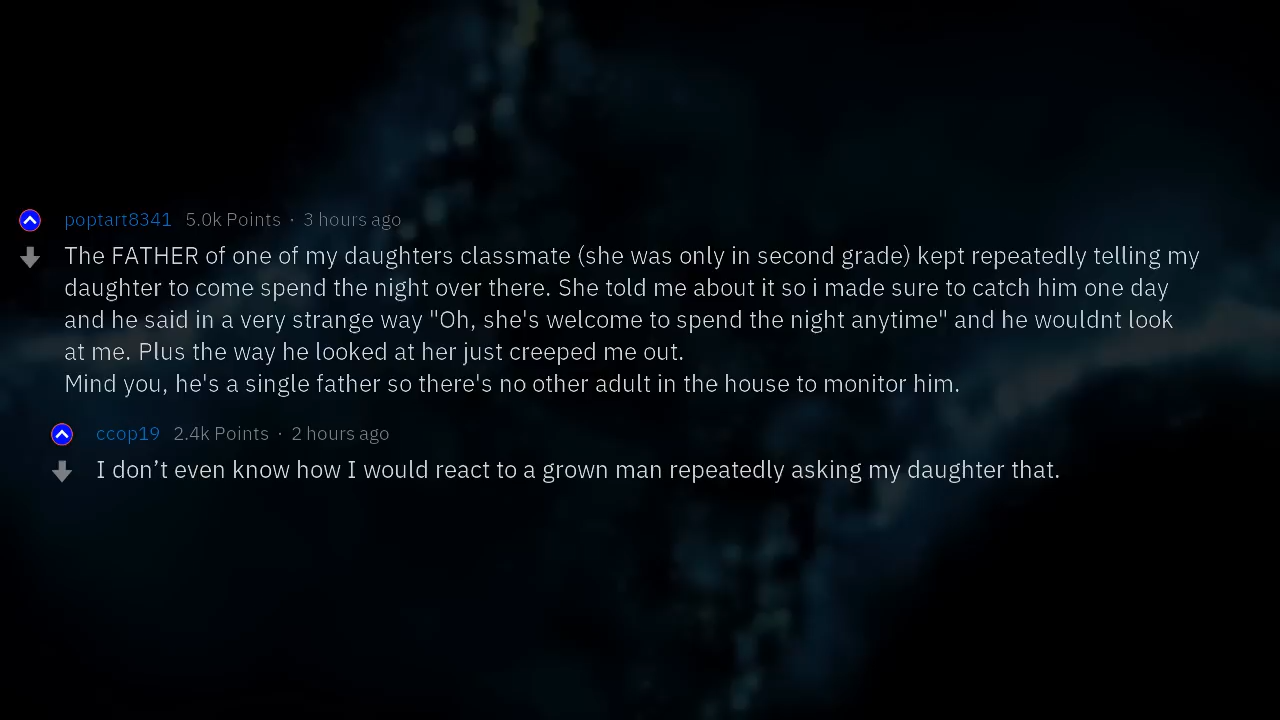 poptart8341 5.0k Points · 3 hours ago
The FATHER of one of my daughters classmate (she was only in second grade) kept repeatedly telling my
daughter to come spend the night over there. She told me about it so i made sure to catch him one day
and he said in a very strange way "Oh, she's welcome to spend the night anytime" and he wouldnt look
at me. Plus the way he looked at her just creeped me out.
Mind you, he's a single father so there's no other adult in the house to monitor him.
ccop19 2.4k Points · 2 hours ago
I don’t even know how I would react to a grown man repeatedly asking my daughter that.